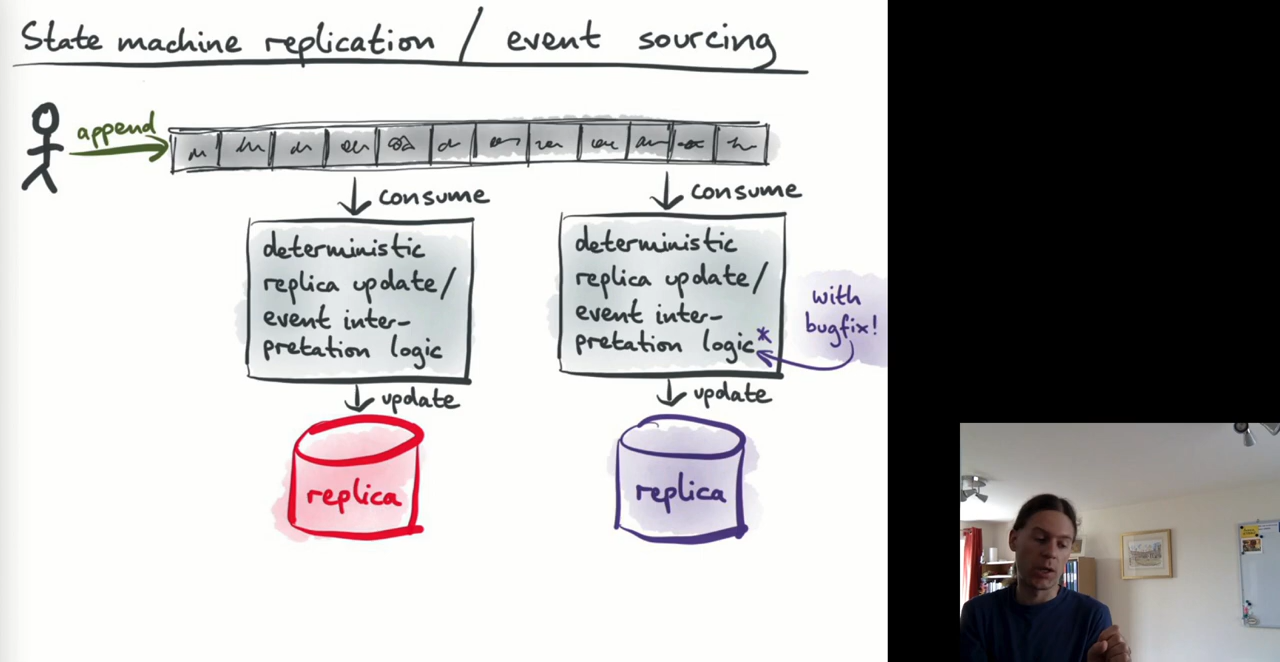 State machine replication / event sourcing
append
consume
consume
deterministic
replica update/
event inter-
pretation logic
deterministic
replica update/
event inter-
pretation logic*
with
bugfix!
update
update
replica
replica